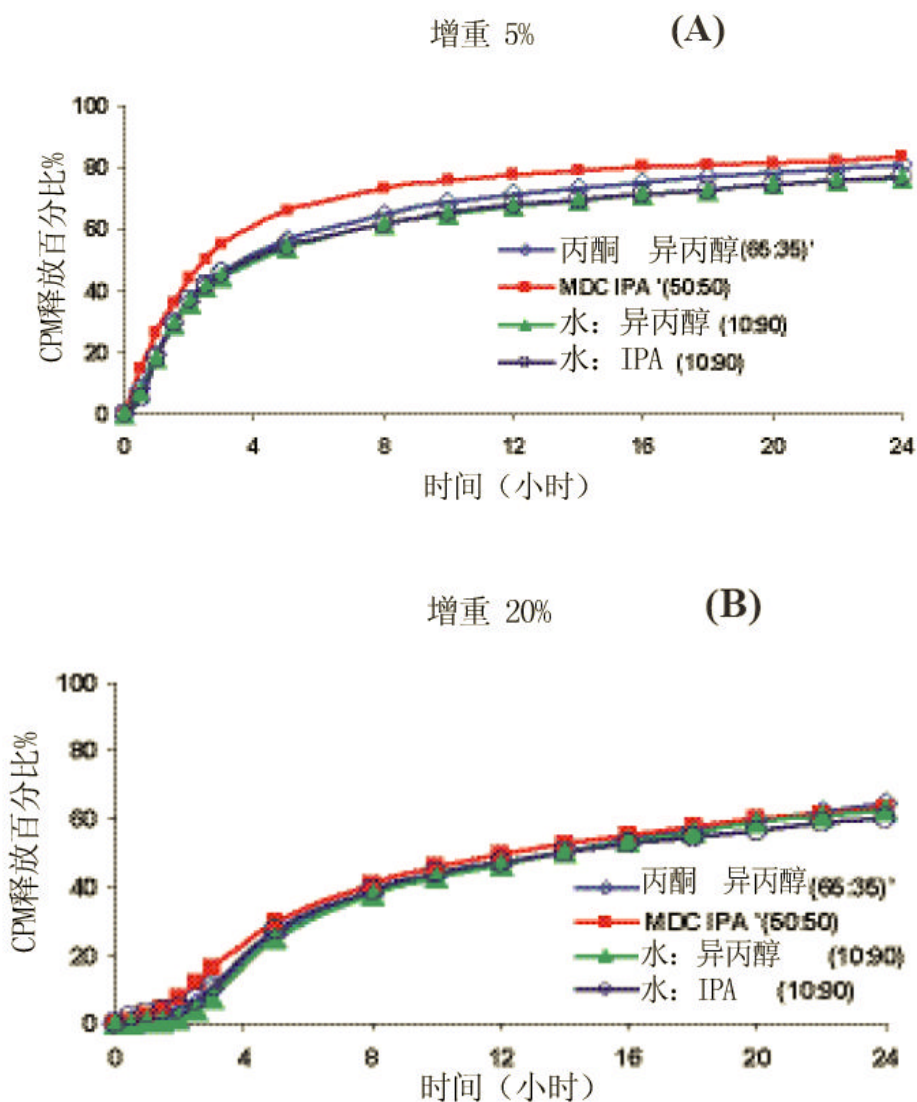 增重 5% (A)
CPM释放百分比%
100
80
60
40
20
0
丙酮 异丙醇(65:35)'
MDC IPA '(50:50)
水：异丙醇 (10:90)
水：IPA (10:90)
0 4 8 12 16 20 24
时间（小时）
增重 20% (B)
CPM释放百分比%
100
80
60
40
20
0
丙酮 异丙醇(65:35)'
MDC IPA '(50:50)
水：异丙醇 (10:90)
水：IPA (10:90)
0 4 8 12 16 20 24
时间（小时）